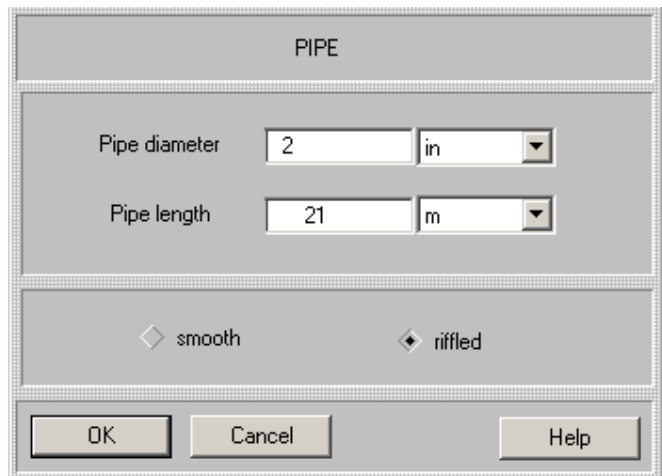 PIPE
Pipe diameter 2 in
Pipe length 21 m
smooth riffled
OK Cancel Help